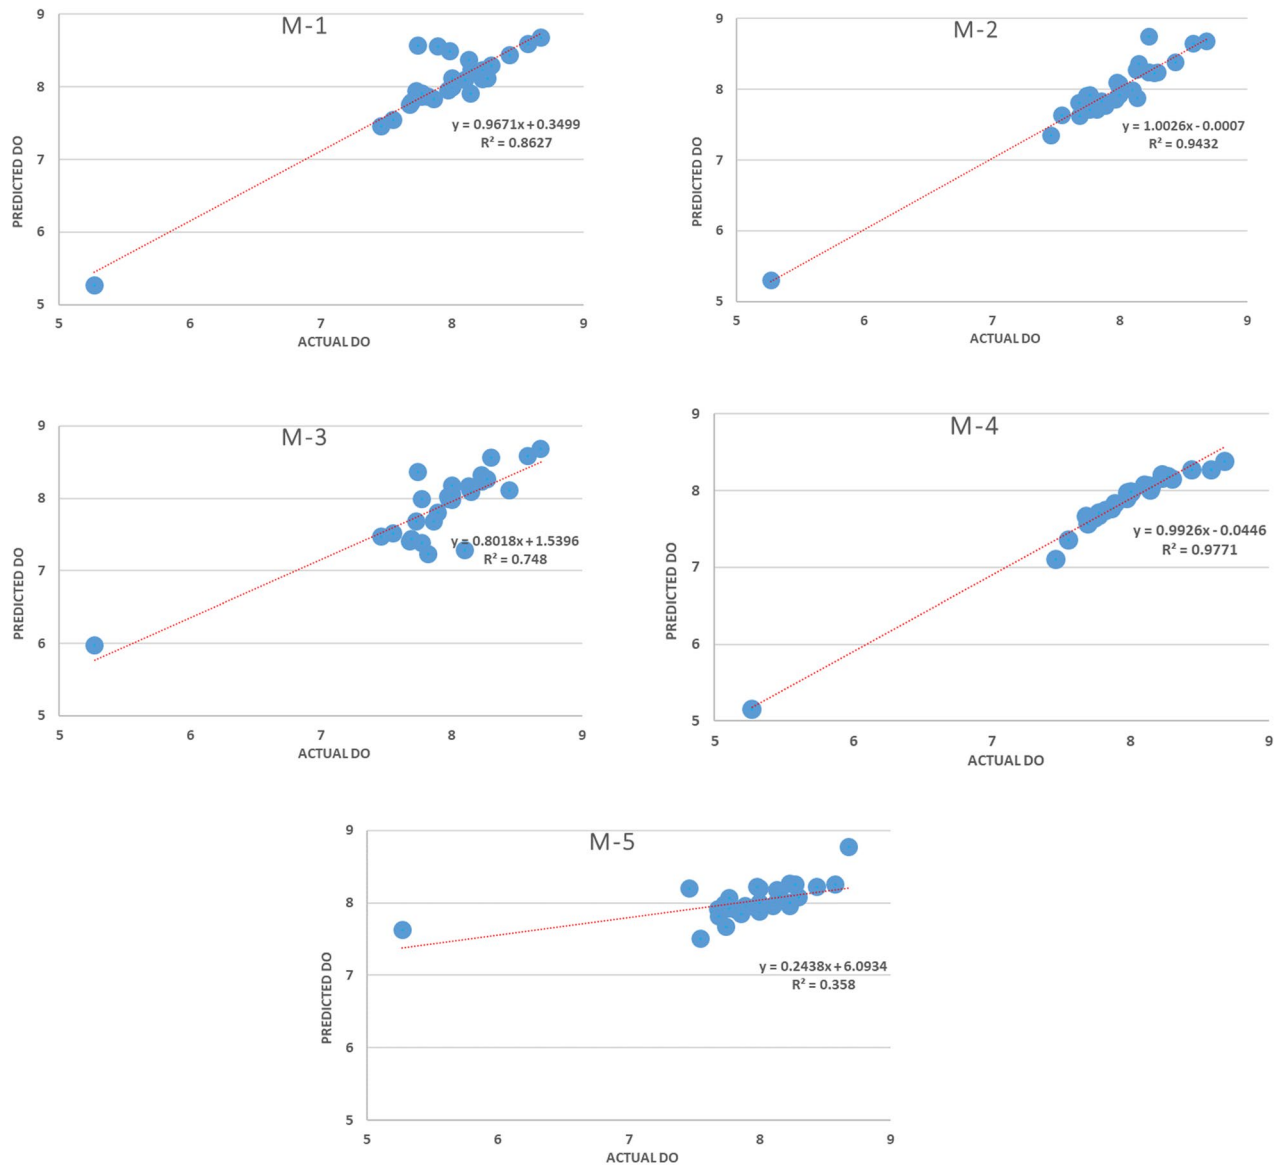 M-1
9
8
7
6
5
PREDICTED DO
y = 0.9671x + 0.3499
R² = 0.8627
5 6 7 8 9
ACTUAL DO
M-2
9
8
7
6
5
PREDICTED DO
y = 1.0026x - 0.0007
R² = 0.9432
5 6 7 8 9
ACTUAL DO
M-3
9
8
7
6
5
PREDICTED DO
y = 0.8018x + 1.5396
R² = 0.748
5 6 7 8 9
ACTUAL DO
M-4
9
8
7
6
5
PREDICTED DO
y = 0.9926x - 0.0446
R² = 0.9771
5 6 7 8 9
ACTUAL DO
M-5
9
8
7
6
5
PREDICTED DO
y = 0.2438x + 6.0934
R² = 0.358
5 6 7 8 9
ACTUAL DO